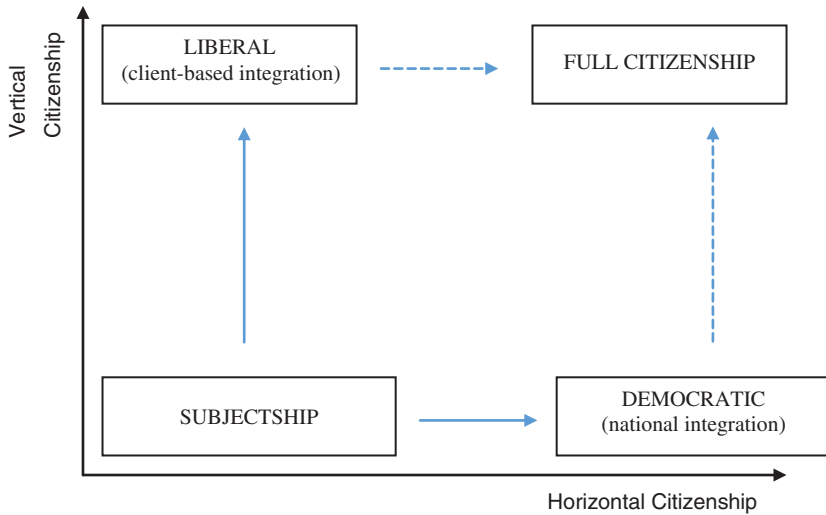 Vertical
Citizenship
LIBERAL
(client-based integration)
FULL CITIZENSHIP
SUBJECTSHIP
DEMOCRATIC
(national integration)
Horizontal Citizenship